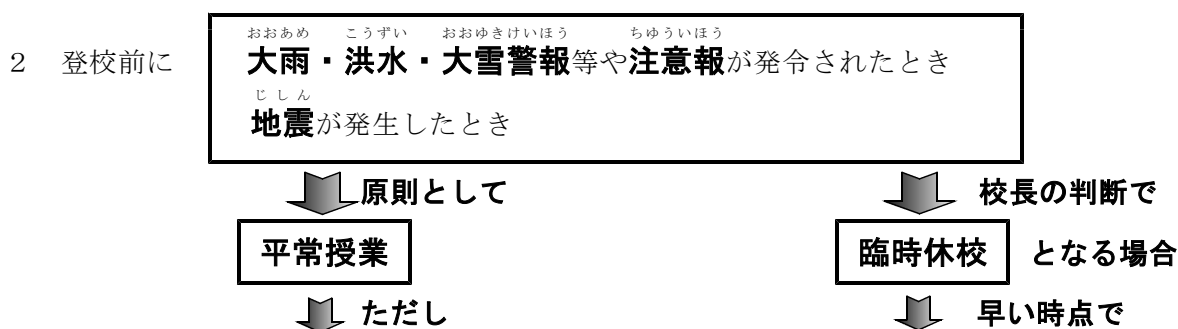 おおあめ こうずい おおゆきけいほう ちゆういほう
2 登校前に 大雨・洪水・大雪警報等や注意報が発令されたとき
じしん
地震が発生したとき
原則として 校長の判断で
平常授業 臨時休校 となる場合
ただし 早い時点で